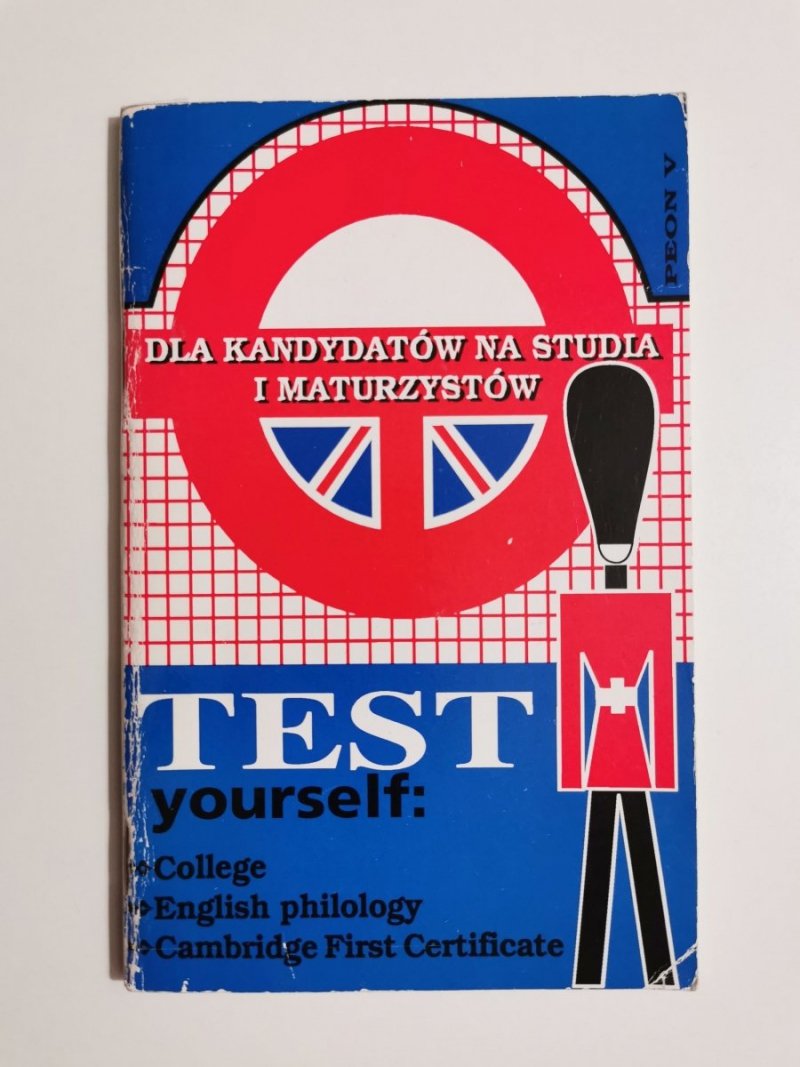 PEON V
DLA KANDYDATÓW NA STUDIA
I MATURZYSTÓW
TEST
yourself:
College
English philology
Cambridge First Certificate